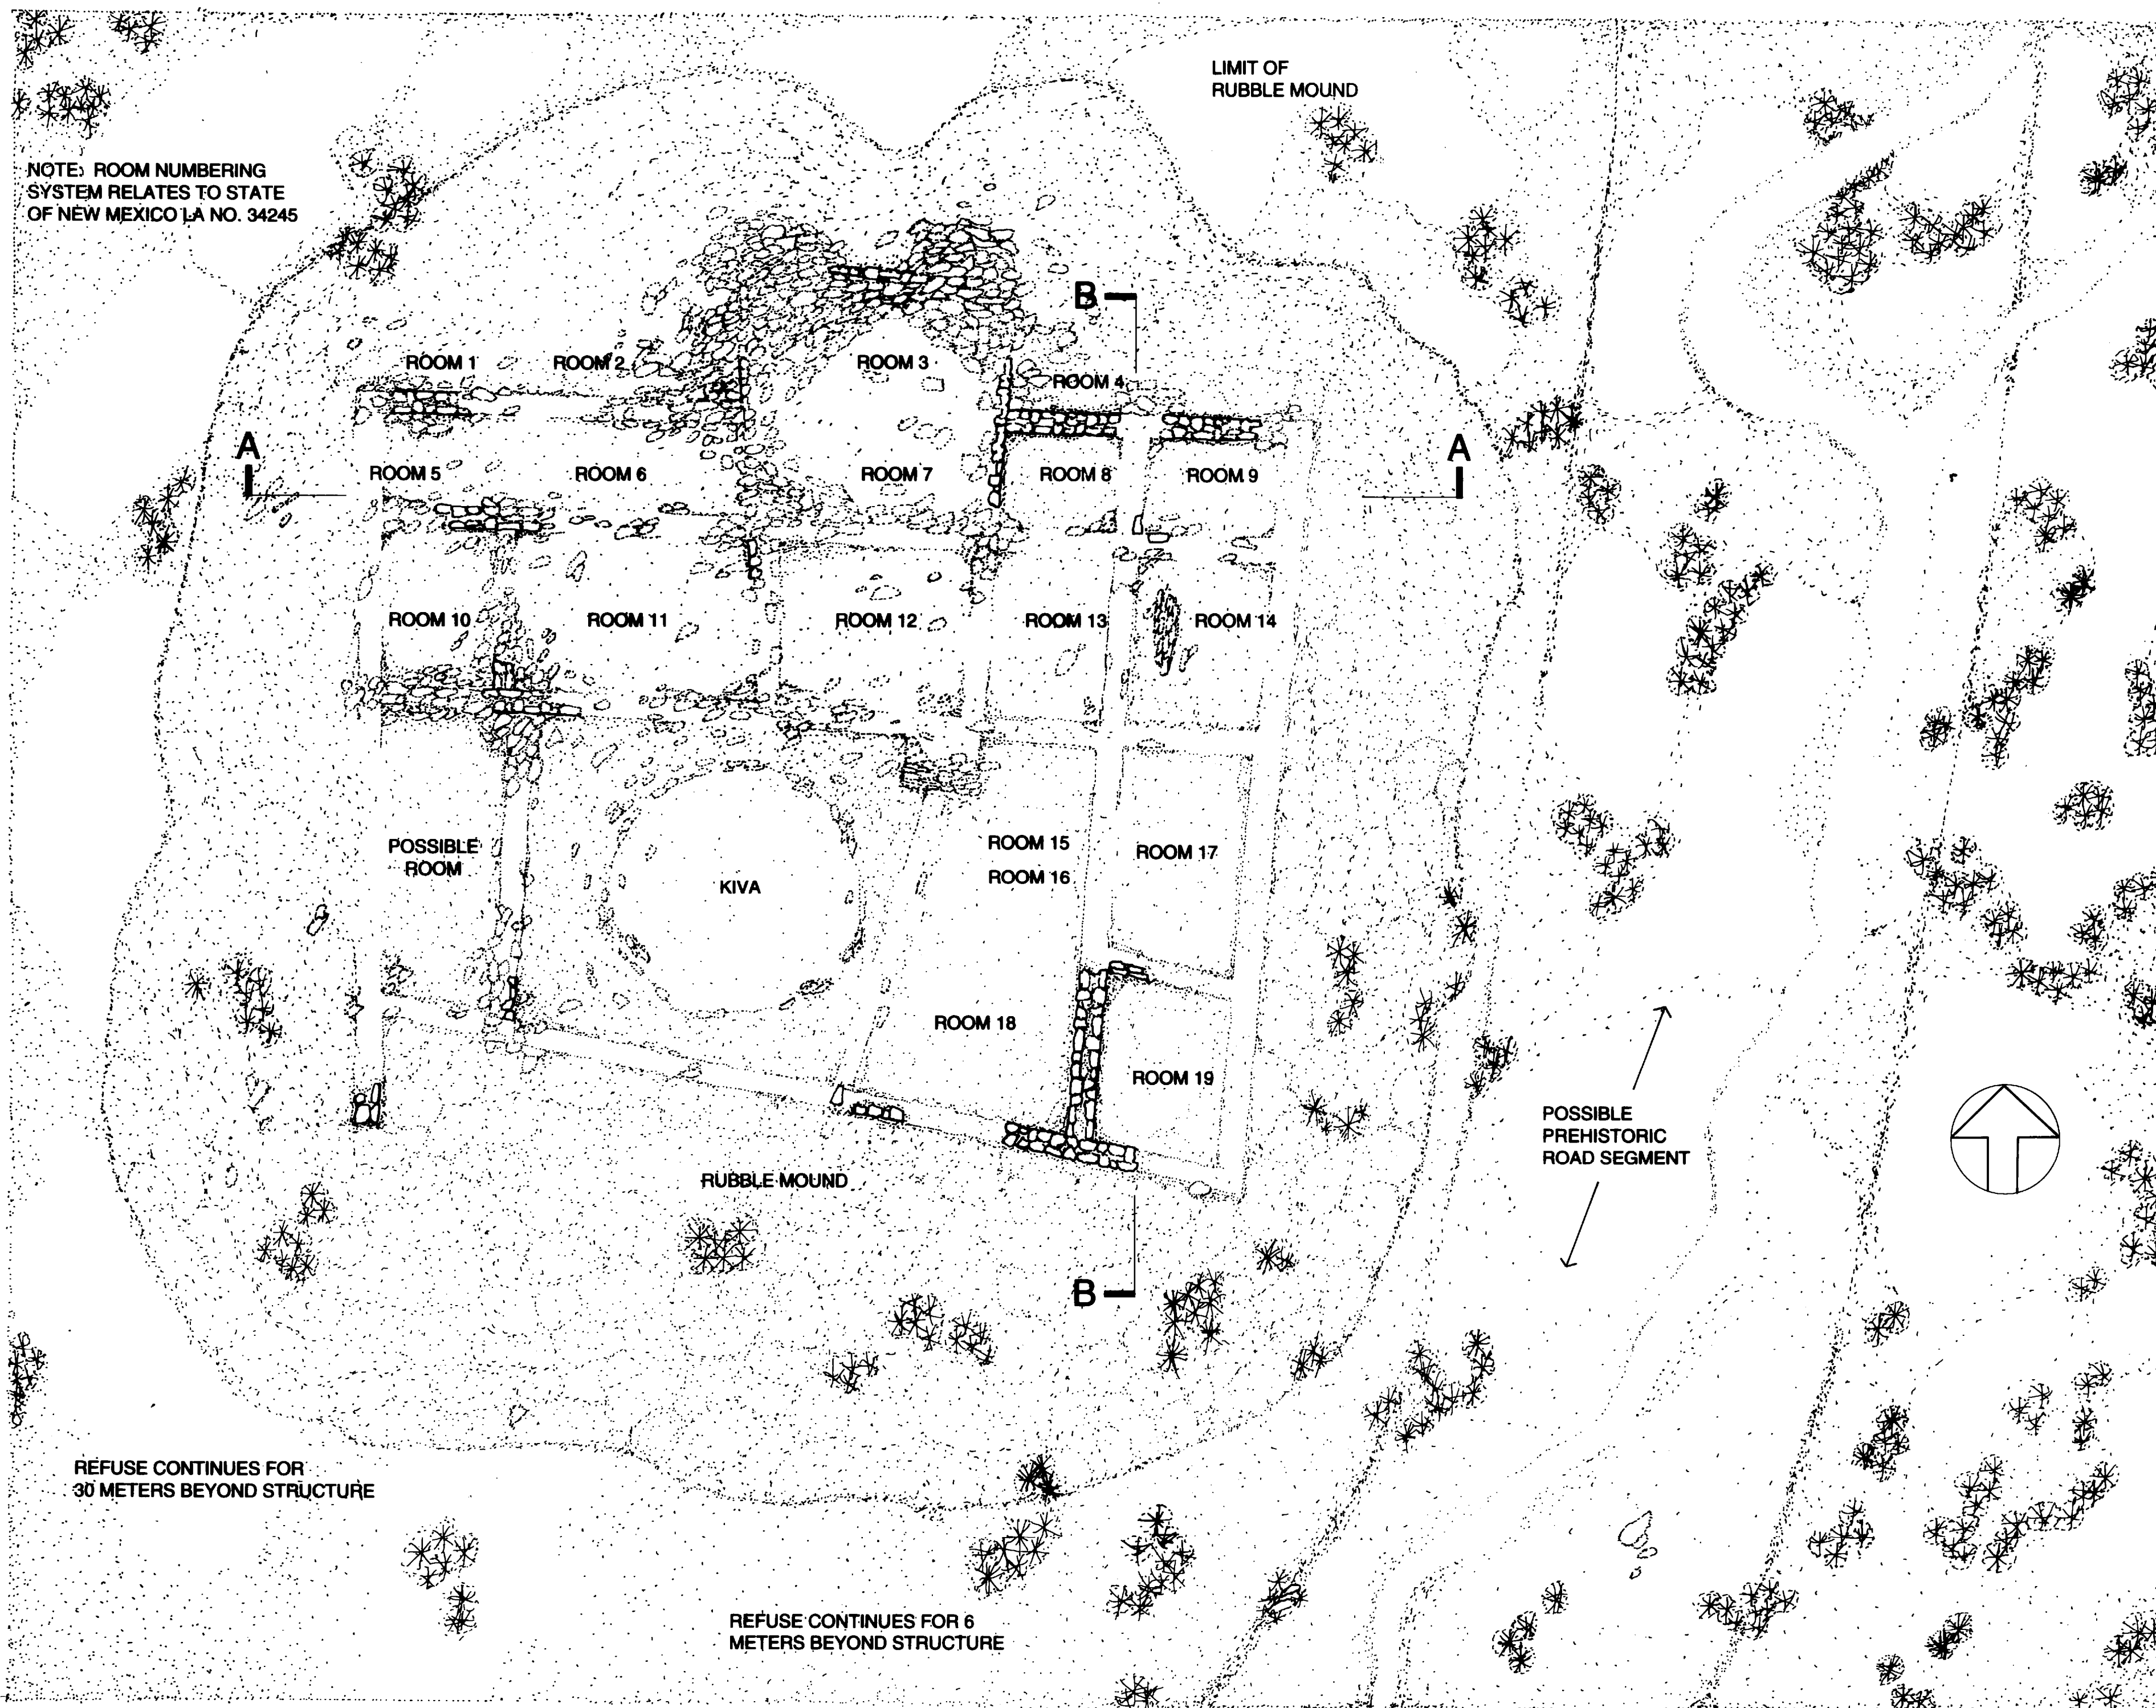 LIMIT OF
RUBBLE MOUND
NOTE: ROOM NUMBERING
SYSTEM RELATES TO STATE
OF NEW MEXICO LA NO. 34245
B
ROOM 1
ROOM 2
ROOM 3
ROOM 4
A
A
ROOM 5
ROOM 6
ROOM 7
ROOM 8
ROOM 9
ROOM 10
ROOM 11
ROOM 12
ROOM 13
ROOM 14
POSSIBLE
ROOM
KIVA
ROOM 15
ROOM 16
ROOM 17
ROOM 18
ROOM 19
POSSIBLE
PREHISTORIC
ROAD SEGMENT
RUBBLE MOUND
B
REFUSE CONTINUES FOR
30 METERS BEYOND STRUCTURE
REFUSE CONTINUES FOR 6
METERS BEYOND STRUCTURE